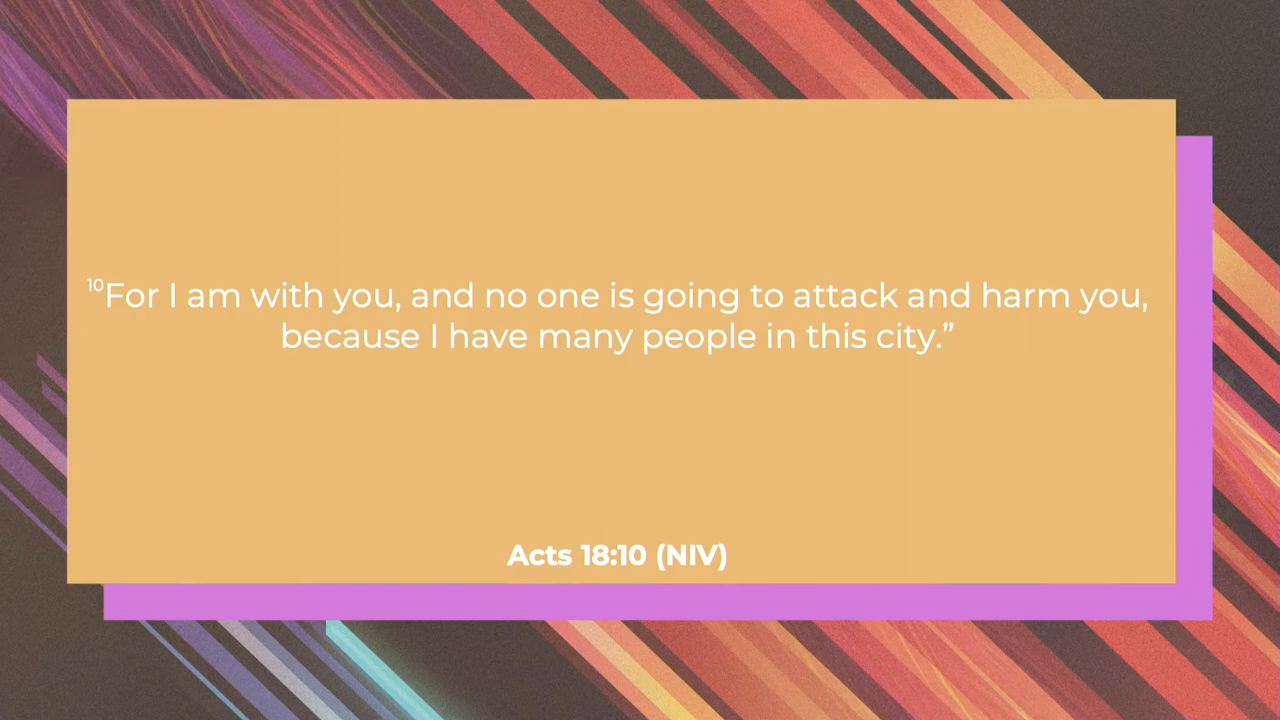 ¹⁰For I am with you, and no one is going to attack and harm you,
because I have many people in this city.”
Acts 18:10 (NIV)